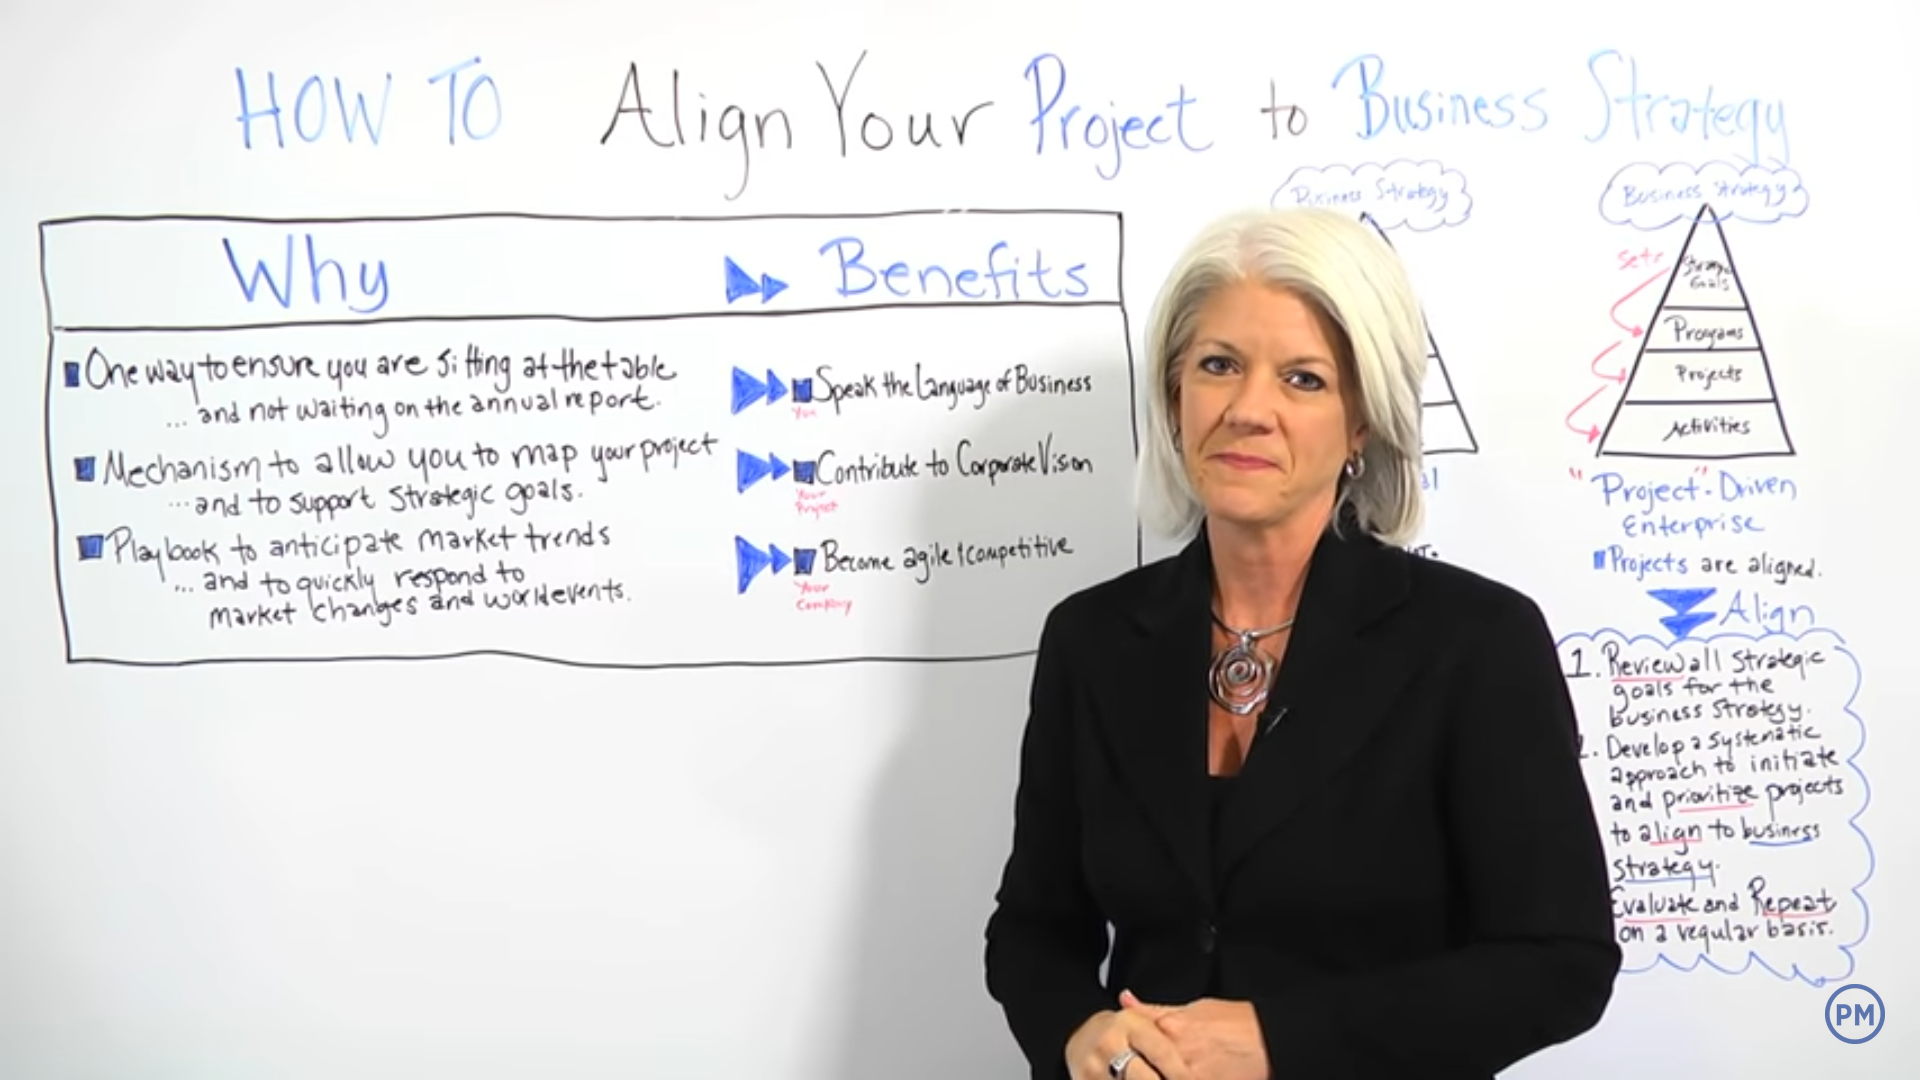 HOW TO Align Your Project to Business Strategy
Why
Benefits
One way to ensure you are sitting at the table
... and not waiting on the annual report.
Mechanism to allow you to map your project
... and to support strategic goals.
Playbook to anticipate market trends
... and to quickly respond to
market changes and world events.
Speak the Language of Business
You
Contribute to Corporate Vision
Your
Project
Become agile & competitive
Your
Company
Business Strategy
Business Strategy
Sets
Strategic
Goals
Programs
Projects
Activities
"Project"-Driven
Enterprise
Projects are aligned.
Align
1. Review all Strategic
goals for the
business strategy.
2. Develop a systematic
approach to initiate
and prioritize projects
to align to business
strategy.
Evaluate and Repeat
on a regular basis.
PM